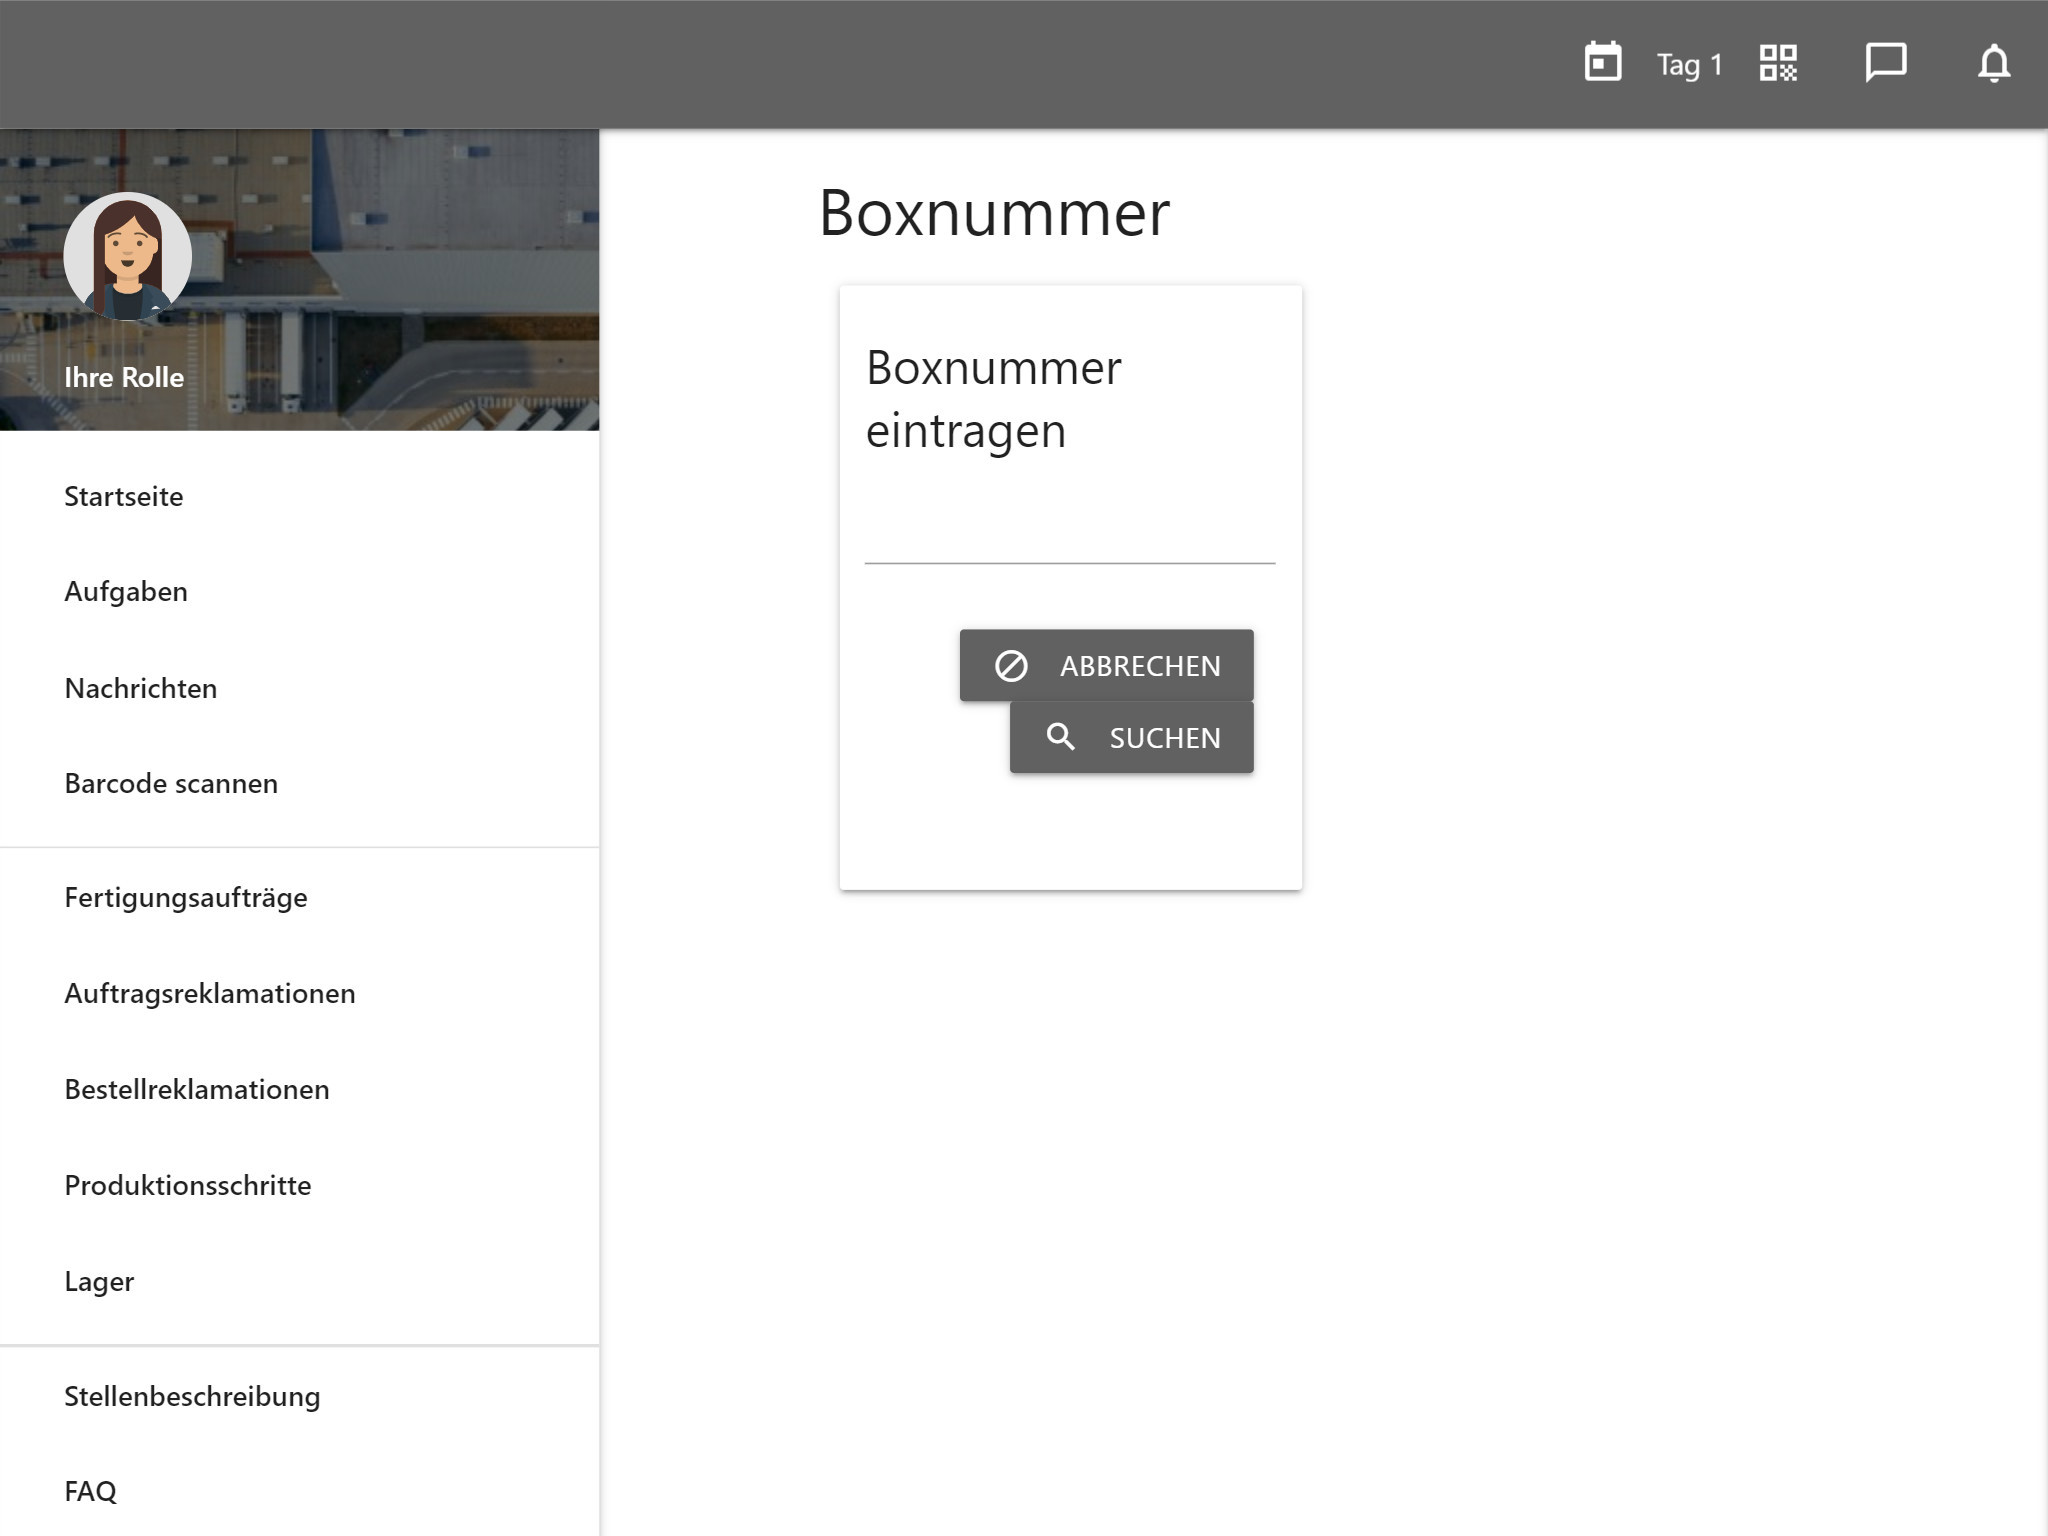 Tag 1
Ihre Rolle
Startseite
Aufgaben
Nachrichten
Barcode scannen
Fertigungsaufträge
Auftragsreklamationen
Bestellreklamationen
Produktionsschritte
Lager
Stellenbeschreibung
FAQ
Boxnummer
Boxnummer
eintragen
ABBRECHEN
SUCHEN